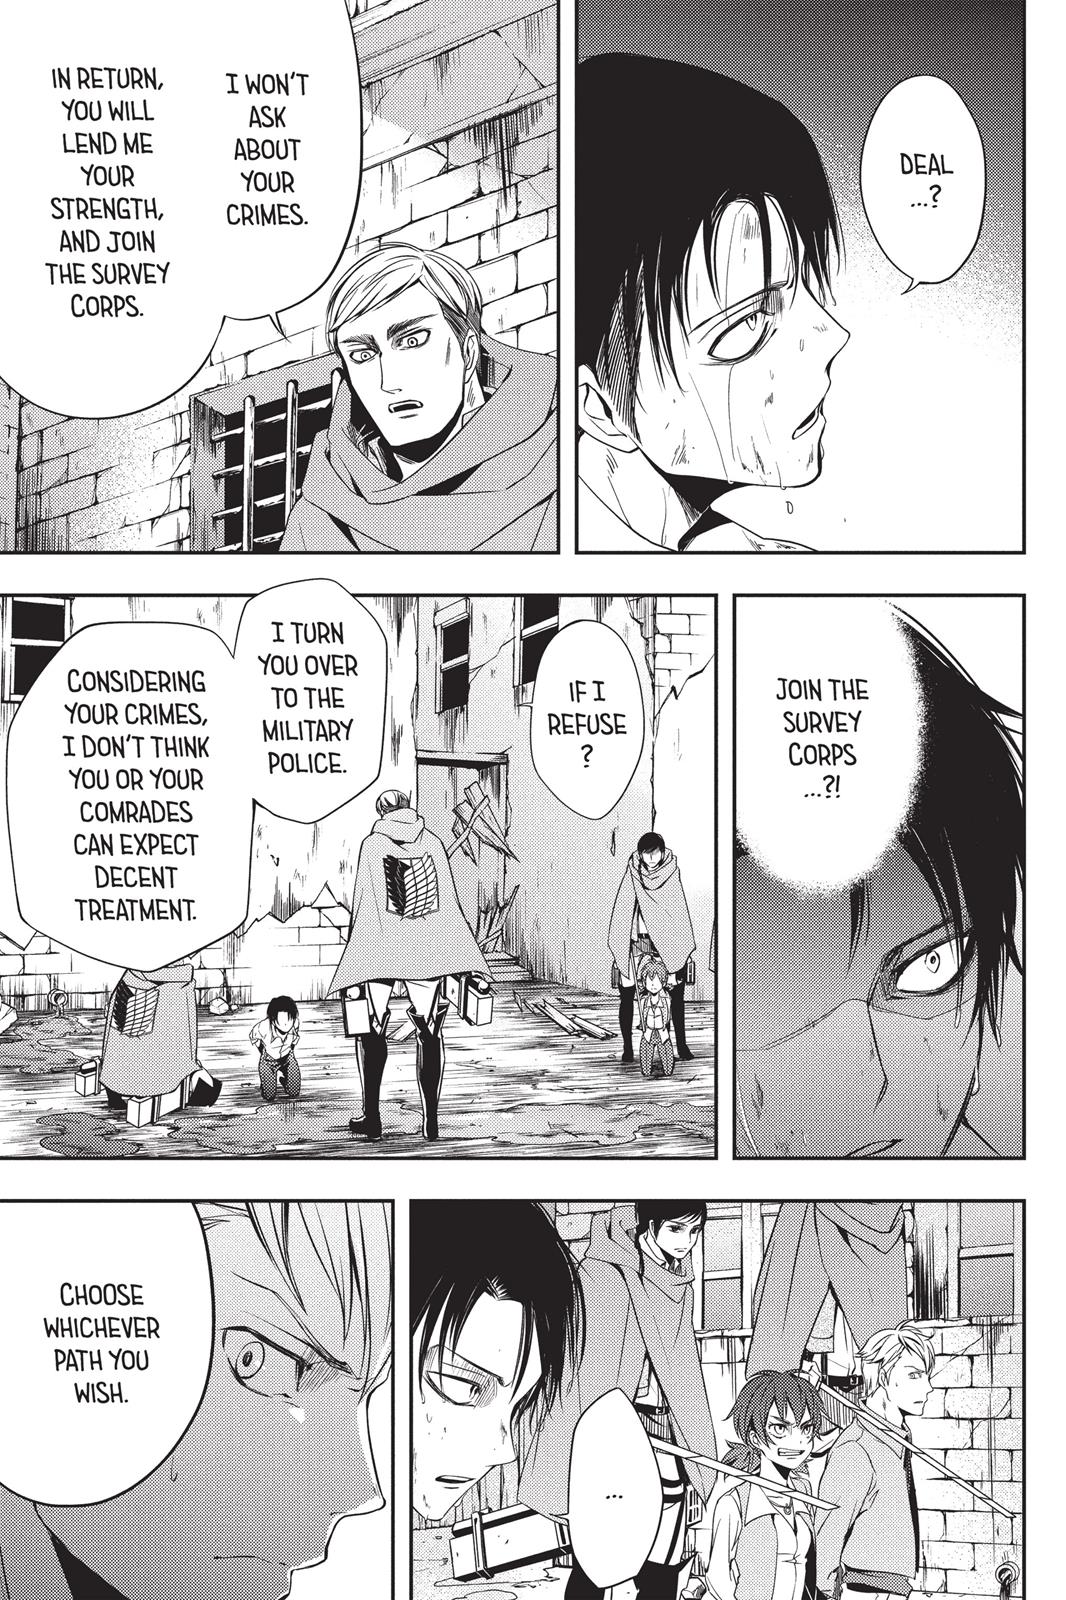 DEAL
...?
I WON'T
ASK
ABOUT
YOUR
CRIMES.
IN RETURN,
YOU WILL
LEND ME
YOUR
STRENGTH,
AND JOIN
THE SURVEY
CORPS.
JOIN THE
SURVEY
CORPS
...?!
IF I
REFUSE
?
I TURN
YOU OVER
TO THE
MILITARY
POLICE.
CONSIDERING
YOUR CRIMES,
I DON'T THINK
YOU OR YOUR
COMRADES
CAN EXPECT
DECENT
TREATMENT.
...
CHOOSE
WHICHEVER
PATH YOU
WISH.